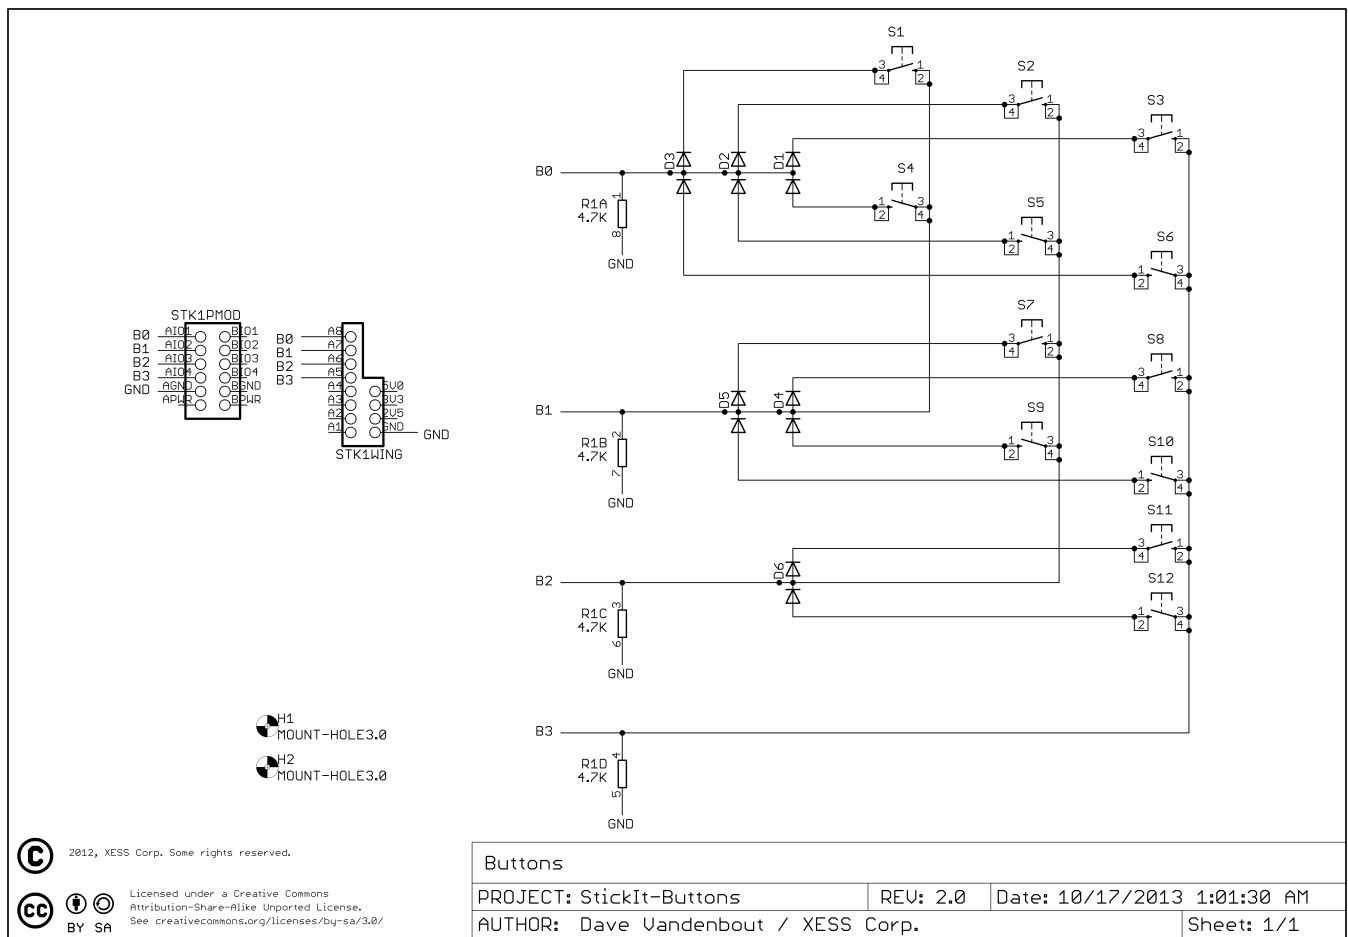 S1
3 1
4 2
S2
3 1
4 2
S3
3 1
4 2
B0
D3
D2
D1
S4
1 3
2 4
R1A
4.7K
1
8
GND
S5
1 3
2 4
S6
1 3
2 4
STK1PMOD
B0 AIO1 BIO1
B1 AIO2 BIO2
B2 AIO3 BIO3
B3 AIO4 BIO4
GND AGND BGND
APWR BPWR
B0 A8
B1 A7
B2 A6
B3 A5
A4 5V0
A3 3V3
A2 2V5
A1 GND GND
STK1WING
S7
3 1
4 2
S8
3 1
4 2
B1
D5
D4
S9
1 3
2 4
R1B
4.7K
2
7
GND
S10
1 3
2 4
S11
3 1
4 2
B2
D6
S12
1 3
2 4
R1C
4.7K
3
6
GND
B3
R1D
4.7K
4
5
GND
H1
MOUNT-HOLE3.0
H2
MOUNT-HOLE3.0
C
2012, XESS Corp. Some rights reserved.
cc
BY SA
Licensed under a Creative Commons
Attribution-Share-Alike Unported License.
See creativecommons.org/licenses/by-sa/3.0/
Buttons
PROJECT: StickIt-Buttons
REV: 2.0
Date: 10/17/2013 1:01:30 AM
AUTHOR: Dave Vandenbout / XESS Corp.
Sheet: 1/1